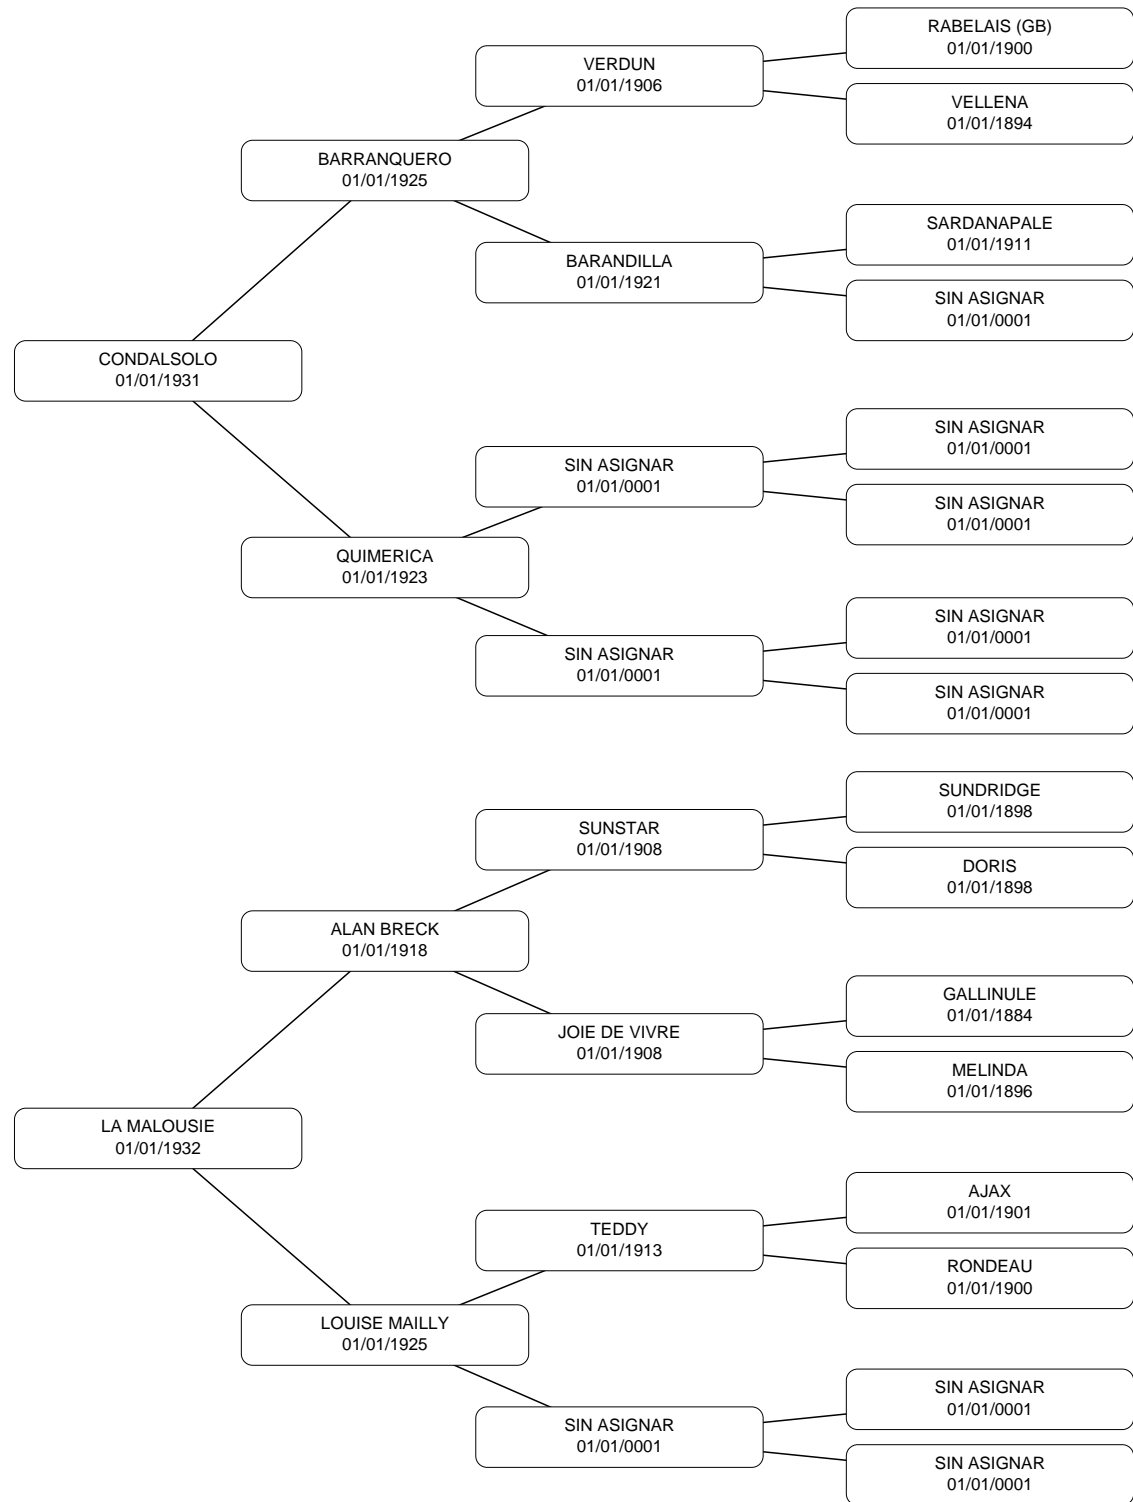 RABELAIS (GB)
01/01/1900
VERDUN
01/01/1906
VELLENA
01/01/1894
BARRANQUERO
01/01/1925
SARDANAPALE
01/01/1911
BARANDILLA
01/01/1921
SIN ASIGNAR
01/01/0001
CONDALSOLO
01/01/1931
SIN ASIGNAR
01/01/0001
SIN ASIGNAR
01/01/0001
SIN ASIGNAR
01/01/0001
QUIMERICA
01/01/1923
SIN ASIGNAR
01/01/0001
SIN ASIGNAR
01/01/0001
SIN ASIGNAR
01/01/0001
SUNDRIDGE
01/01/1898
SUNSTAR
01/01/1908
DORIS
01/01/1898
ALAN BRECK
01/01/1918
GALLINULE
01/01/1884
JOIE DE VIVRE
01/01/1908
MELINDA
01/01/1896
LA MALOUSIE
01/01/1932
AJAX
01/01/1901
TEDDY
01/01/1913
RONDEAU
01/01/1900
LOUISE MAILLY
01/01/1925
SIN ASIGNAR
01/01/0001
SIN ASIGNAR
01/01/0001
SIN ASIGNAR
01/01/0001